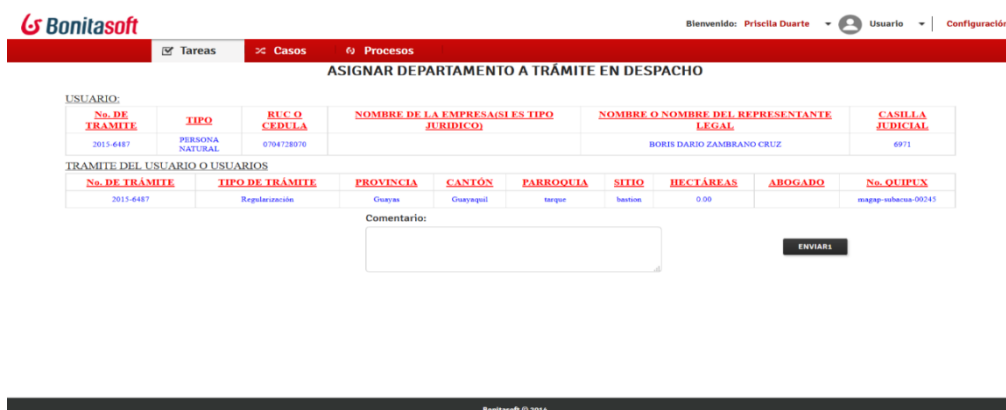 Bonitasoft
Bienvenido: Priscila Duarte Usuario Configuración
Tareas Casos Procesos
ASIGNAR DEPARTAMENTO A TRÁMITE EN DESPACHO
USUARIO:
No. DE TRAMITE TIPO RUC O CEDULA NOMBRE DE LA EMPRESA(SI ES TIPO JURIDICO) NOMBRE O NOMBRE DEL REPRESENTANTE LEGAL CASILLA JUDICIAL
2015-6487 PERSONA NATURAL 0704728070 BORIS DARIO ZAMBRANO CRUZ 6971
TRAMITE DEL USUARIO O USUARIOS
No. DE TRÁMITE TIPO DE TRÁMITE PROVINCIA CANTÓN PARROQUIA SITIO HECTÁREAS ABOGADO No. QUIPUX
2015-6487 Regularización Guayas Guayaquil tarque bastion 0.00 magap-subarsa-00245
Comentario:
ENVIAR1